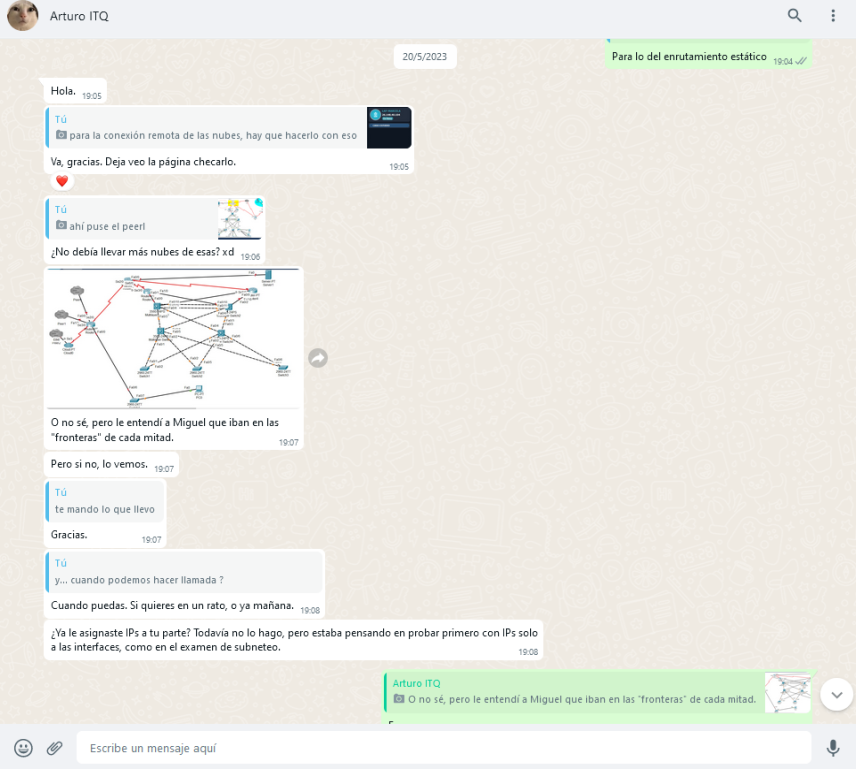 Arturo ITQ
20/5/2023
Para lo del enrutamiento estático 19:04
Hola. 19:05
Tú
para la conexión remota de las nubes, hay que hacerlo con eso
Va, gracias. Deja veo la página checarlo.
19:05
Tú
ahí puse el peerl
¿No debía llevar más nubes de esas? xd 19:06
O no sé, pero le entendí a Miguel que iban en las
"fronteras" de cada mitad.
19:07
Pero si no, lo vemos. 19:07
Tú
te mando lo que llevo
Gracias.
19:07
Tú
y... cuando podemos hacer llamada ?
Cuando puedas. Si quieres en un rato, o ya mañana. 19:08
¿Ya le asignaste IPs a tu parte? Todavía no lo hago, pero estaba pensando en probar primero con IPs solo
a las interfaces, como en el examen de subneteo.
19:08
Arturo ITQ
O no sé, pero le entendí a Miguel que iban en las "fronteras" de cada mitad.
Escribe un mensaje aquí